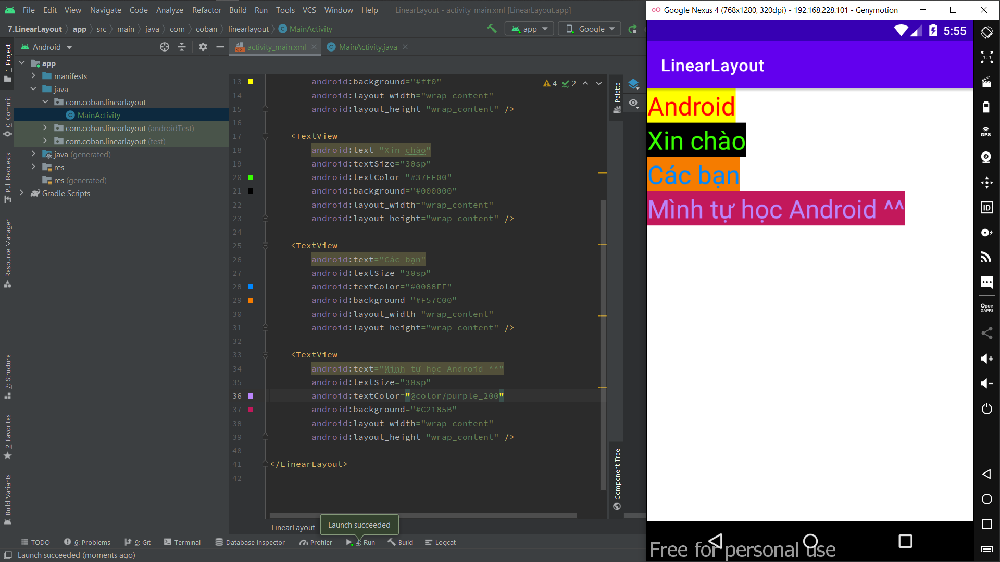 File Edit View Navigate Code Analyze Refactor Build Run Tools VCS Window Help LinearLayout - activity_main.xml [LinearLayout.app]
7.LinearLayout app src main java com coban linearlayout MainActivity app Google
1: Project
0: Commit
Pull Requests
Resource Manager
7: Structure
2: Favorites
Build Variants
Android
app
manifests
java
com.coban.linearlayout
MainActivity
com.coban.linearlayout (androidTest)
com.coban.linearlayout (test)
java (generated)
res
res (generated)
Gradle Scripts
activity_main.xml MainActivity.java
4 2
13 android:background="#ff0"
14 android:layout_width="wrap_content"
15 android:layout_height="wrap_content" />
16
17 <TextView
18 android:text="Xin chào"
19 android:textSize="30sp"
20 android:textColor="#37FF00"
21 android:background="#000000"
22 android:layout_width="wrap_content"
23 android:layout_height="wrap_content" />
24
25 <TextView
26 android:text="Các bạn"
27 android:textSize="30sp"
28 android:textColor="#0088FF"
29 android:background="#F57C00"
30 android:layout_width="wrap_content"
31 android:layout_height="wrap_content" />
32
33 <TextView
34 android:text="Mình tự học Android ^^"
35 android:textSize="30sp"
36 android:textColor="@color/purple_200"
37 android:background="#C2185B"
38 android:layout_width="wrap_content"
39 android:layout_height="wrap_content" />
40
41 </LinearLayout>
42
LinearLayout
Palette
Component Tree
Launch succeeded
TODO 6: Problems 9: Git Terminal Database Inspector Profiler 4: Run Build Logcat
Launch succeeded (moments ago)
Google Nexus 4 (768x1280, 320dpi) - 192.168.228.101 - Genymotion
5:55
LinearLayout
Android
Xin chào
Các bạn
Mình tự học Android ^^
Free for personal use
1:1
GPS
ID
Open
GAPPS